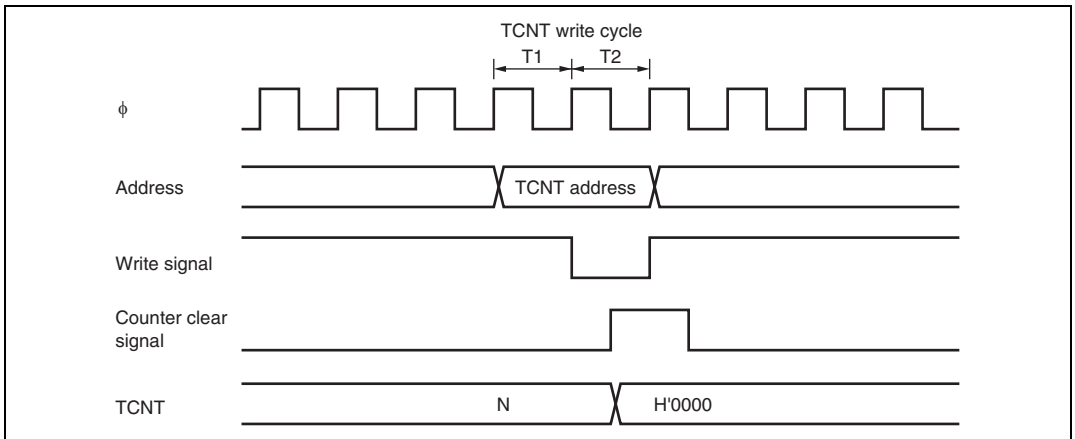 TCNT write cycle
T1 T2
ϕ
Address
TCNT address
Write signal
Counter clear
signal
TCNT
N
H'0000